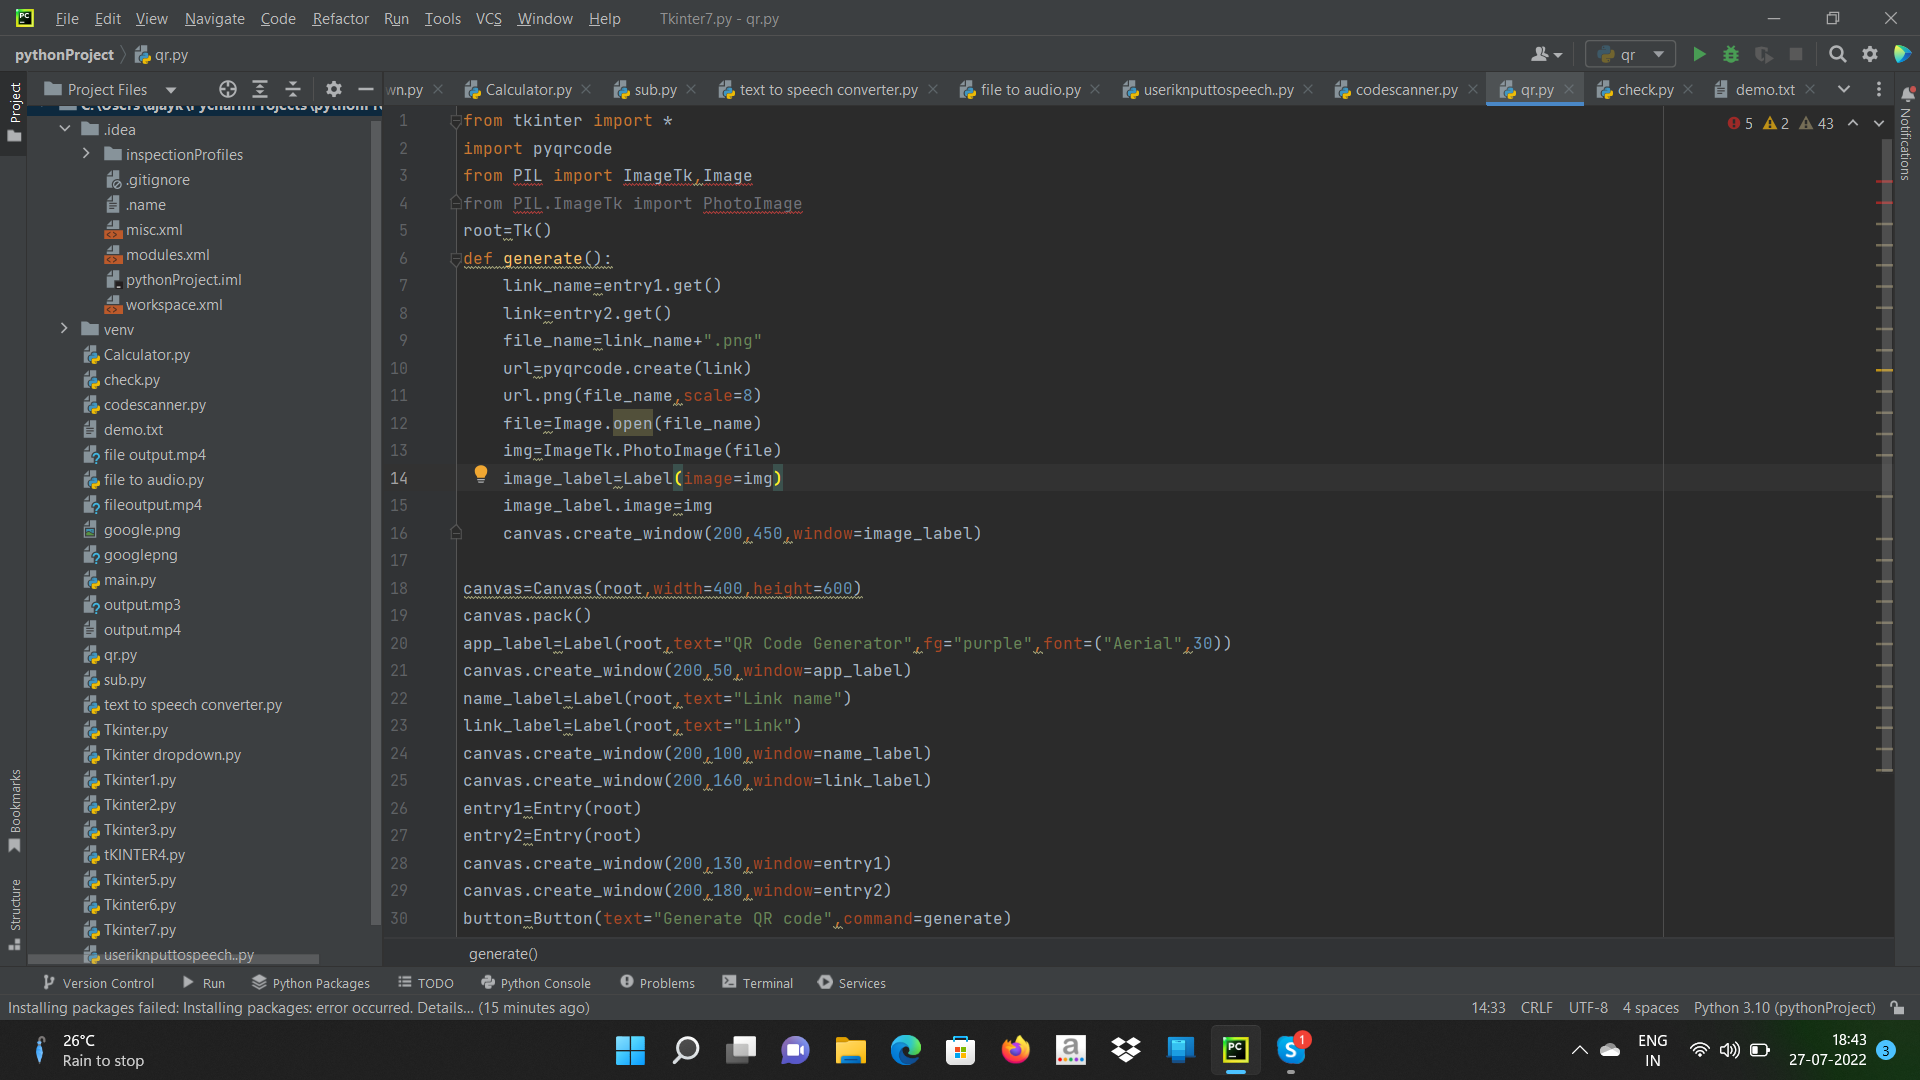 File Edit View Navigate Code Refactor Run Tools VCS Window Help Tkinter7.py - qr.py
pythonProject qr.py
qr
Project
Project Files
wn.py Calculator.py sub.py text to speech converter.py file to audio.py useriknputtospeech..py codescanner.py qr.py check.py demo.txt
Notifications
5 2 43
.idea
inspectionProfiles
.gitignore
.name
misc.xml
modules.xml
pythonProject.iml
workspace.xml
venv
Calculator.py
check.py
codescanner.py
demo.txt
file output.mp4
file to audio.py
fileoutput.mp4
google.png
googlepng
main.py
output.mp3
output.mp4
qr.py
sub.py
text to speech converter.py
Tkinter.py
Tkinter dropdown.py
Tkinter1.py
Tkinter2.py
Tkinter3.py
tKINTER4.py
Tkinter5.py
Tkinter6.py
Tkinter7.py
useriknputtospeech..py
Bookmarks
Structure
1 from tkinter import *
2 import pyqrcode
3 from PIL import ImageTk,Image
4 from PIL.ImageTk import PhotoImage
5 root=Tk()
6 def generate():
7 link_name=entry1.get()
8 link=entry2.get()
9 file_name=link_name+".png"
10 url=pyqrcode.create(link)
11 url.png(file_name,scale=8)
12 file=Image.open(file_name)
13 img=ImageTk.PhotoImage(file)
14 image_label=Label(image=img)
15 image_label.image=img
16 canvas.create_window(200,450,window=image_label)
17
18 canvas=Canvas(root,width=400,height=600)
19 canvas.pack()
20 app_label=Label(root,text="QR Code Generator",fg="purple",font=("Aerial",30))
21 canvas.create_window(200,50,window=app_label)
22 name_label=Label(root,text="Link name")
23 link_label=Label(root,text="Link")
24 canvas.create_window(200,100,window=name_label)
25 canvas.create_window(200,160,window=link_label)
26 entry1=Entry(root)
27 entry2=Entry(root)
28 canvas.create_window(200,130,window=entry1)
29 canvas.create_window(200,180,window=entry2)
30 button=Button(text="Generate QR code",command=generate)
generate()
Version Control Run Python Packages TODO Python Console Problems Terminal Services
Installing packages failed: Installing packages: error occurred. Details... (15 minutes ago) 14:33 CRLF UTF-8 4 spaces Python 3.10 (pythonProject)
26°C
Rain to stop
PC
a
S
1
ENG
IN
18:43
27-07-2022
3